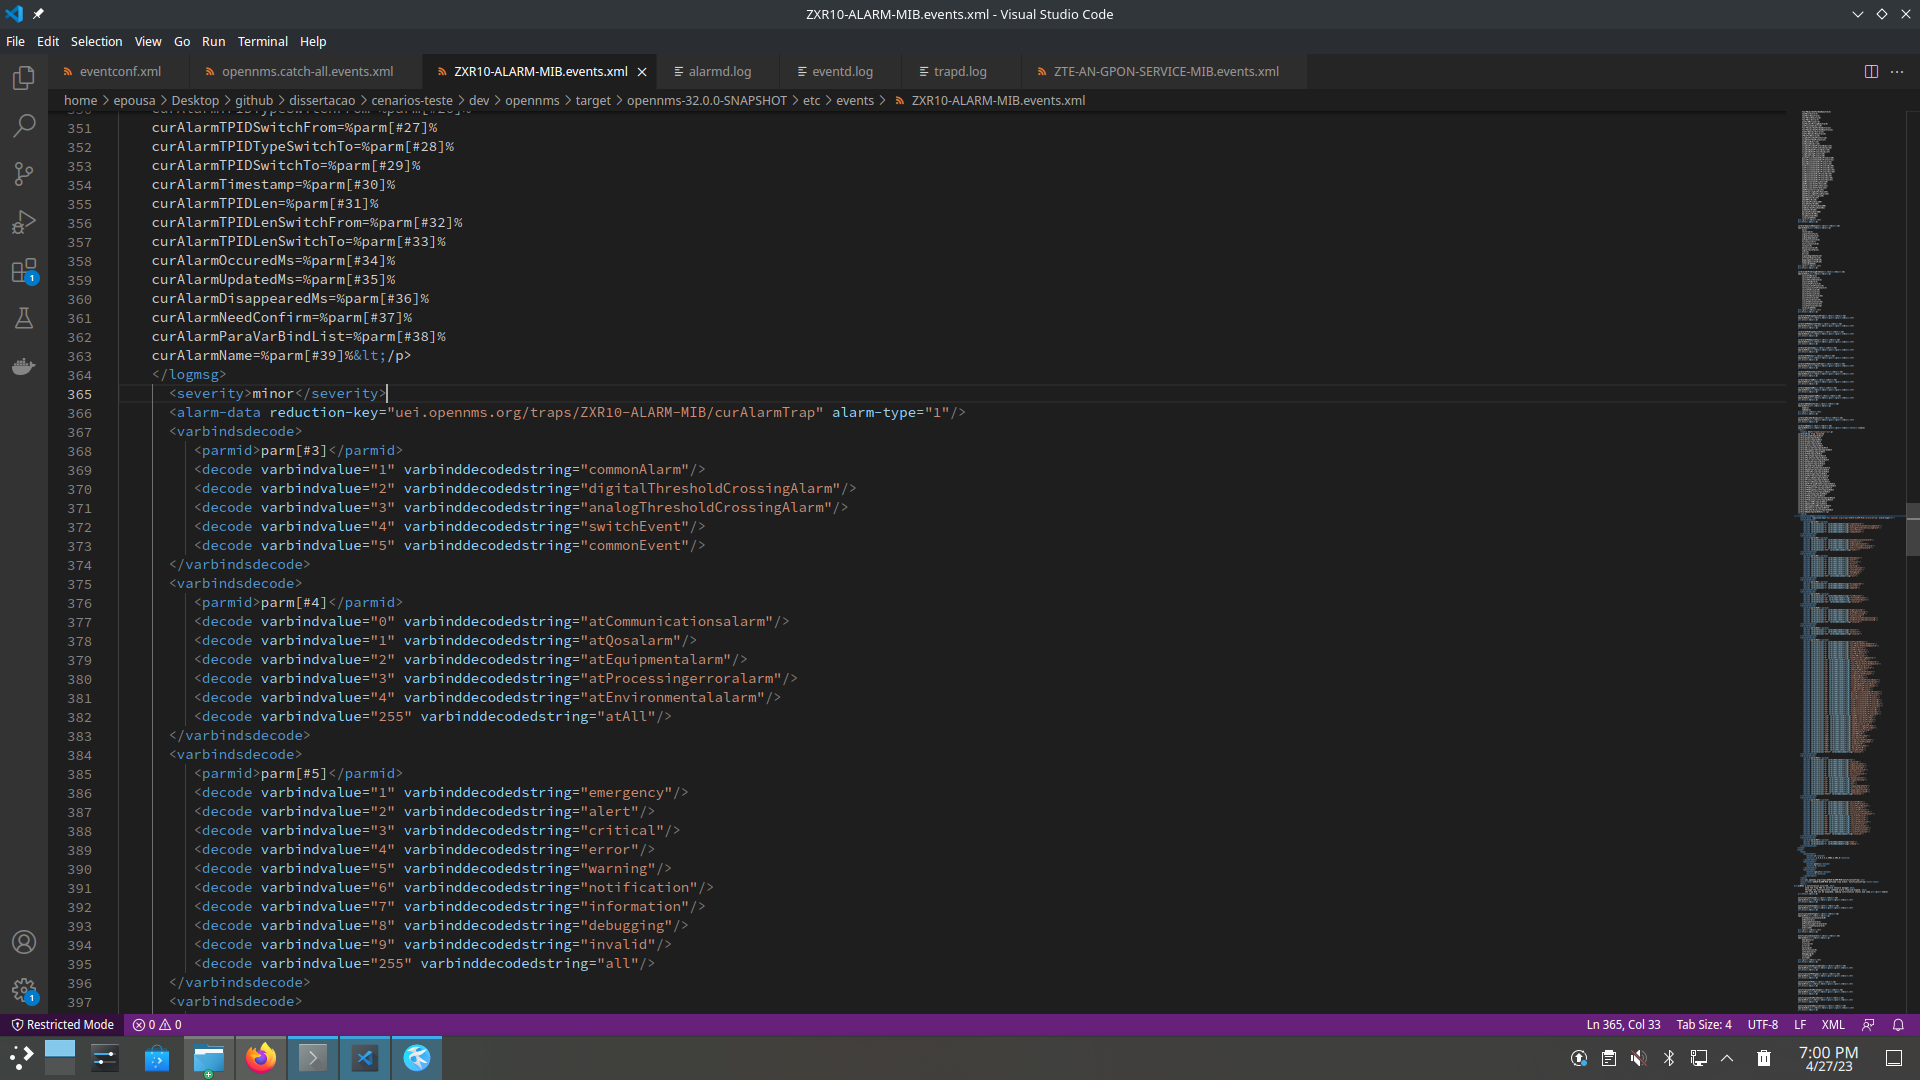 ZXR10-ALARM-MIB.events.xml - Visual Studio Code
File Edit Selection View Go Run Terminal Help
eventconf.xml opennms.catch-all.events.xml ZXR10-ALARM-MIB.events.xml alarmd.log eventd.log trapd.log ZTE-AN-GPON-SERVICE-MIB.events.xml
home > epousa > Desktop > github > dissertacao > cenarios-teste > dev > opennms > target > opennms-32.0.0-SNAPSHOT > etc > events > ZXR10-ALARM-MIB.events.xml
351 curAlarmTPIDSwitchFrom=%parm[#27]%
352 curAlarmTPIDTypeSwitchTo=%parm[#28]%
353 curAlarmTPIDSwitchTo=%parm[#29]%
354 curAlarmTimestamp=%parm[#30]%
355 curAlarmTPIDLen=%parm[#31]%
356 curAlarmTPIDLenSwitchFrom=%parm[#32]%
357 curAlarmTPIDLenSwitchTo=%parm[#33]%
358 curAlarmOccuredMs=%parm[#34]%
359 curAlarmUpdatedMs=%parm[#35]%
360 curAlarmDisappearedMs=%parm[#36]%
361 curAlarmNeedConfirm=%parm[#37]%
362 curAlarmParaVarBindList=%parm[#38]%
363 curAlarmName=%parm[#39]%&lt;/p>
364 </logmsg>
365 <severity>minor</severity>
366 <alarm-data reduction-key="uei.opennms.org/traps/ZXR10-ALARM-MIB/curAlarmTrap" alarm-type="1"/>
367 <varbindsdecode>
368 <parmid>parm[#3]</parmid>
369 <decode varbindvalue="1" varbinddecodedstring="commonAlarm"/>
370 <decode varbindvalue="2" varbinddecodedstring="digitalThresholdCrossingAlarm"/>
371 <decode varbindvalue="3" varbinddecodedstring="analogThresholdCrossingAlarm"/>
372 <decode varbindvalue="4" varbinddecodedstring="switchEvent"/>
373 <decode varbindvalue="5" varbinddecodedstring="commonEvent"/>
374 </varbindsdecode>
375 <varbindsdecode>
376 <parmid>parm[#4]</parmid>
377 <decode varbindvalue="0" varbinddecodedstring="atCommunicationsalarm"/>
378 <decode varbindvalue="1" varbinddecodedstring="atQosalarm"/>
379 <decode varbindvalue="2" varbinddecodedstring="atEquipmentalarm"/>
380 <decode varbindvalue="3" varbinddecodedstring="atProcessingerroralarm"/>
381 <decode varbindvalue="4" varbinddecodedstring="atEnvironmentalalarm"/>
382 <decode varbindvalue="255" varbinddecodedstring="atAll"/>
383 </varbindsdecode>
384 <varbindsdecode>
385 <parmid>parm[#5]</parmid>
386 <decode varbindvalue="1" varbinddecodedstring="emergency"/>
387 <decode varbindvalue="2" varbinddecodedstring="alert"/>
388 <decode varbindvalue="3" varbinddecodedstring="critical"/>
389 <decode varbindvalue="4" varbinddecodedstring="error"/>
390 <decode varbindvalue="5" varbinddecodedstring="warning"/>
391 <decode varbindvalue="6" varbinddecodedstring="notification"/>
392 <decode varbindvalue="7" varbinddecodedstring="information"/>
393 <decode varbindvalue="8" varbinddecodedstring="debugging"/>
394 <decode varbindvalue="9" varbinddecodedstring="invalid"/>
395 <decode varbindvalue="255" varbinddecodedstring="all"/>
396 </varbindsdecode>
397 <varbindsdecode>
1
1
Restricted Mode 0 0 Ln 365, Col 33 Tab Size: 4 UTF-8 LF XML
7:00 PM
4/27/23